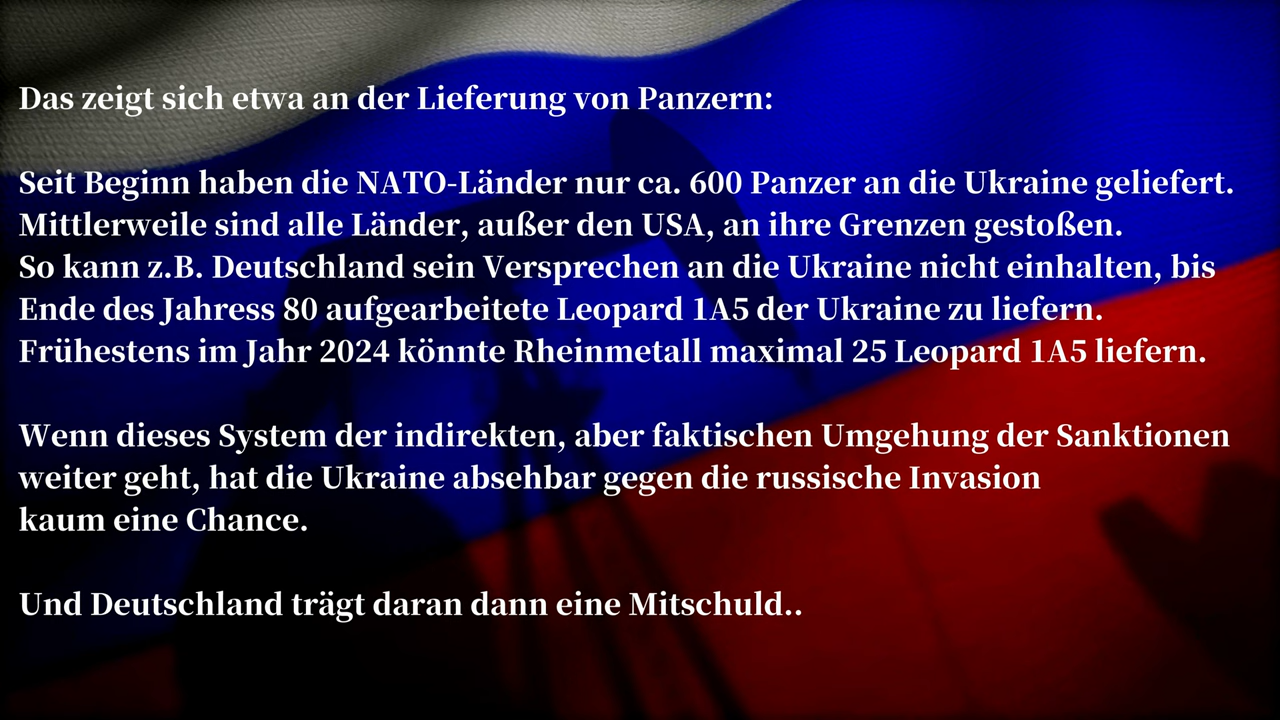 Das zeigt sich etwa an der Lieferung von Panzern:
Seit Beginn haben die NATO-Länder nur ca. 600 Panzer an die Ukraine geliefert.
Mittlerweile sind alle Länder, außer den USA, an ihre Grenzen gestoßen.
So kann z.B. Deutschland sein Versprechen an die Ukraine nicht einhalten, bis
Ende des Jahress 80 aufgearbeitete Leopard 1A5 der Ukraine zu liefern.
Frühestens im Jahr 2024 könnte Rheinmetall maximal 25 Leopard 1A5 liefern.
Wenn dieses System der indirekten, aber faktischen Umgehung der Sanktionen
weiter geht, hat die Ukraine absehbar gegen die russische Invasion
kaum eine Chance.
Und Deutschland trägt daran dann eine Mitschuld..